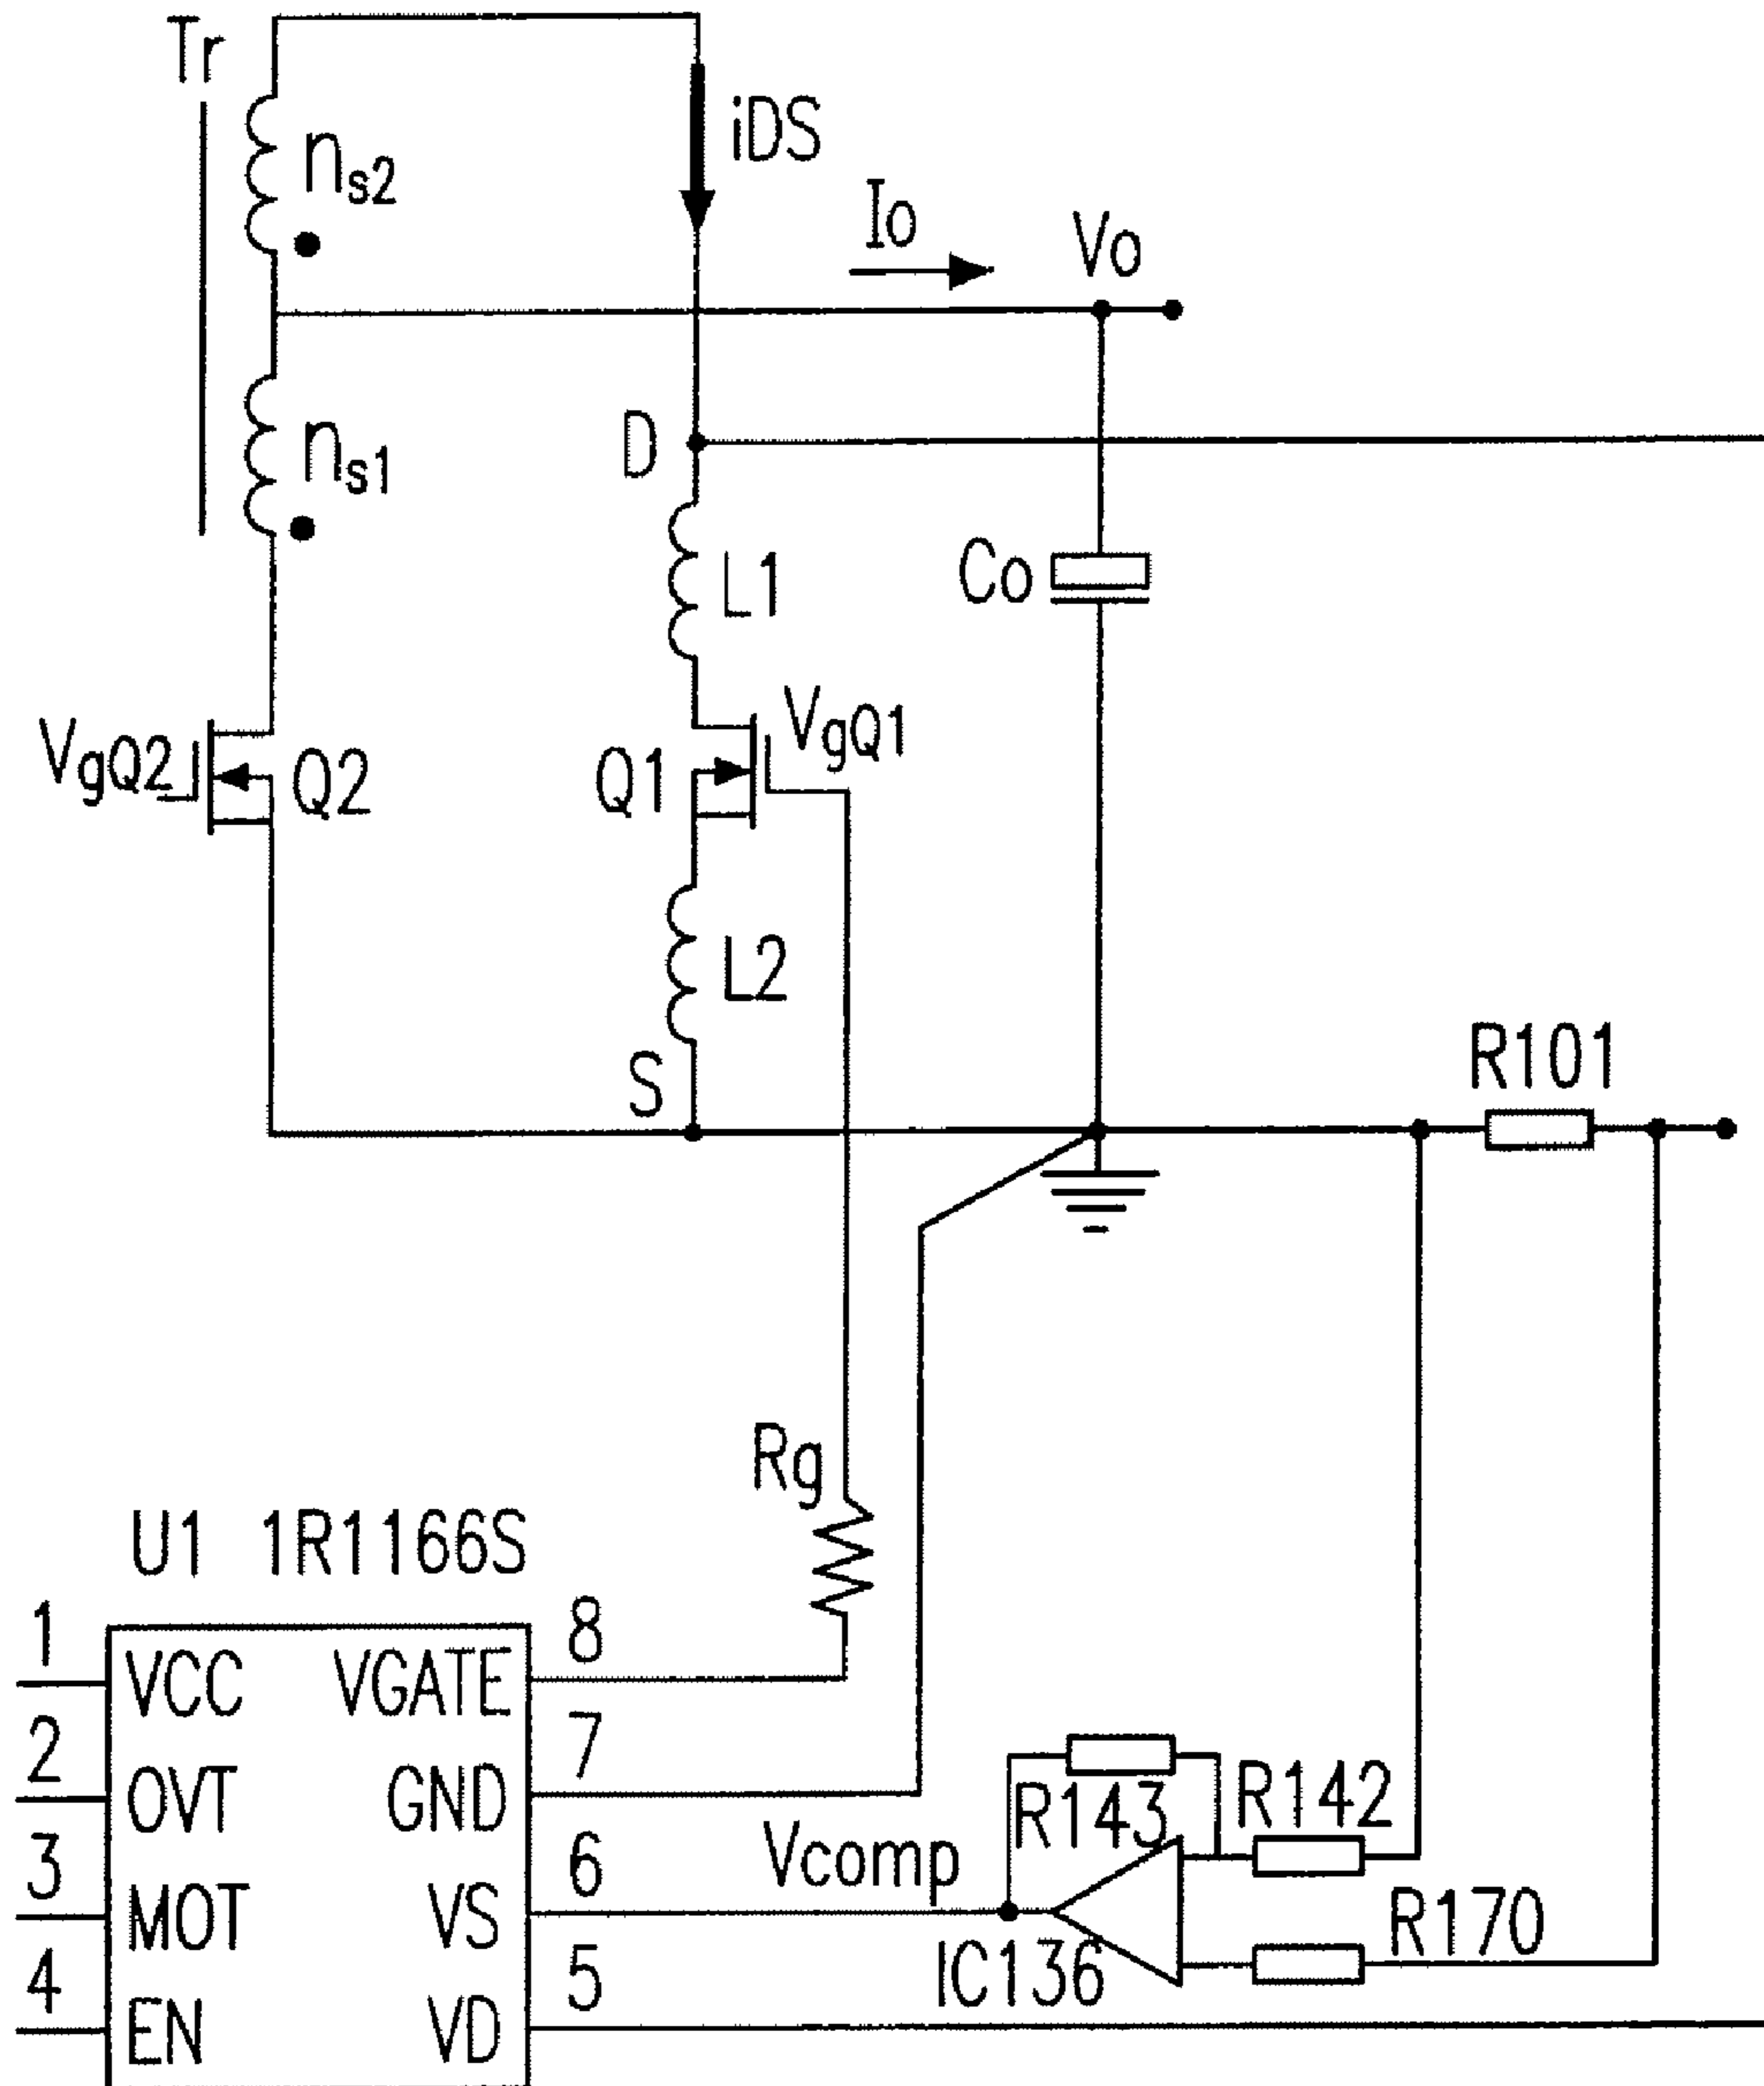 Tr
iDS
ns2
Io
Vo
D
ns1
L1
Co
VgQ1
VgQ2
Q2
Q1
L2
S
R101
Rg
U1 1R1166S
1
VCC
VGATE
8
2
OVT
GND
7
3
MOT
VS
6
4
EN
VD
5
Vcomp
R143
R142
IC136
R170